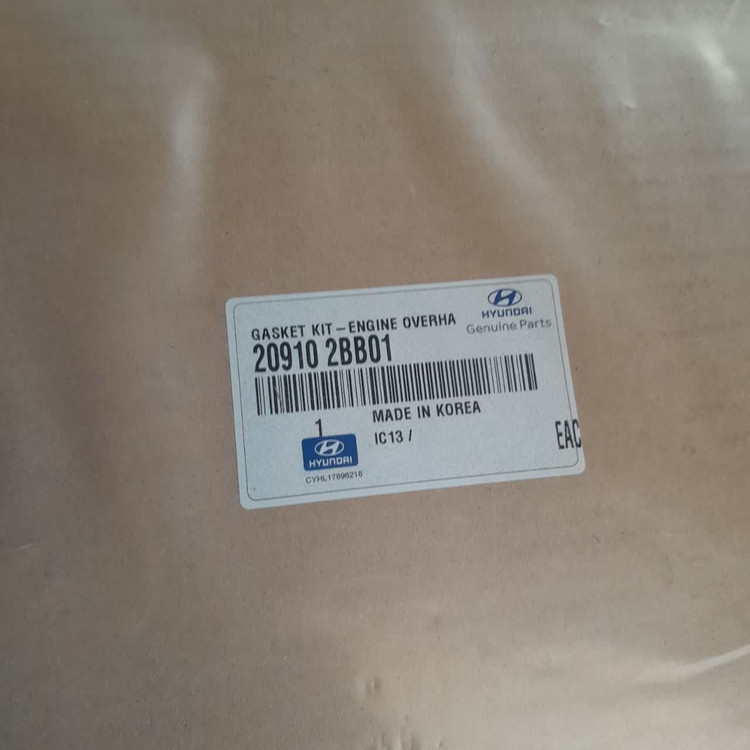 HYUNDAI
Genuine Parts
GASKET KIT – ENGINE OVERHA
20910 2BB01
1
MADE IN KOREA
IC13 /
EAC
HYUNDAI
CYHL17896216